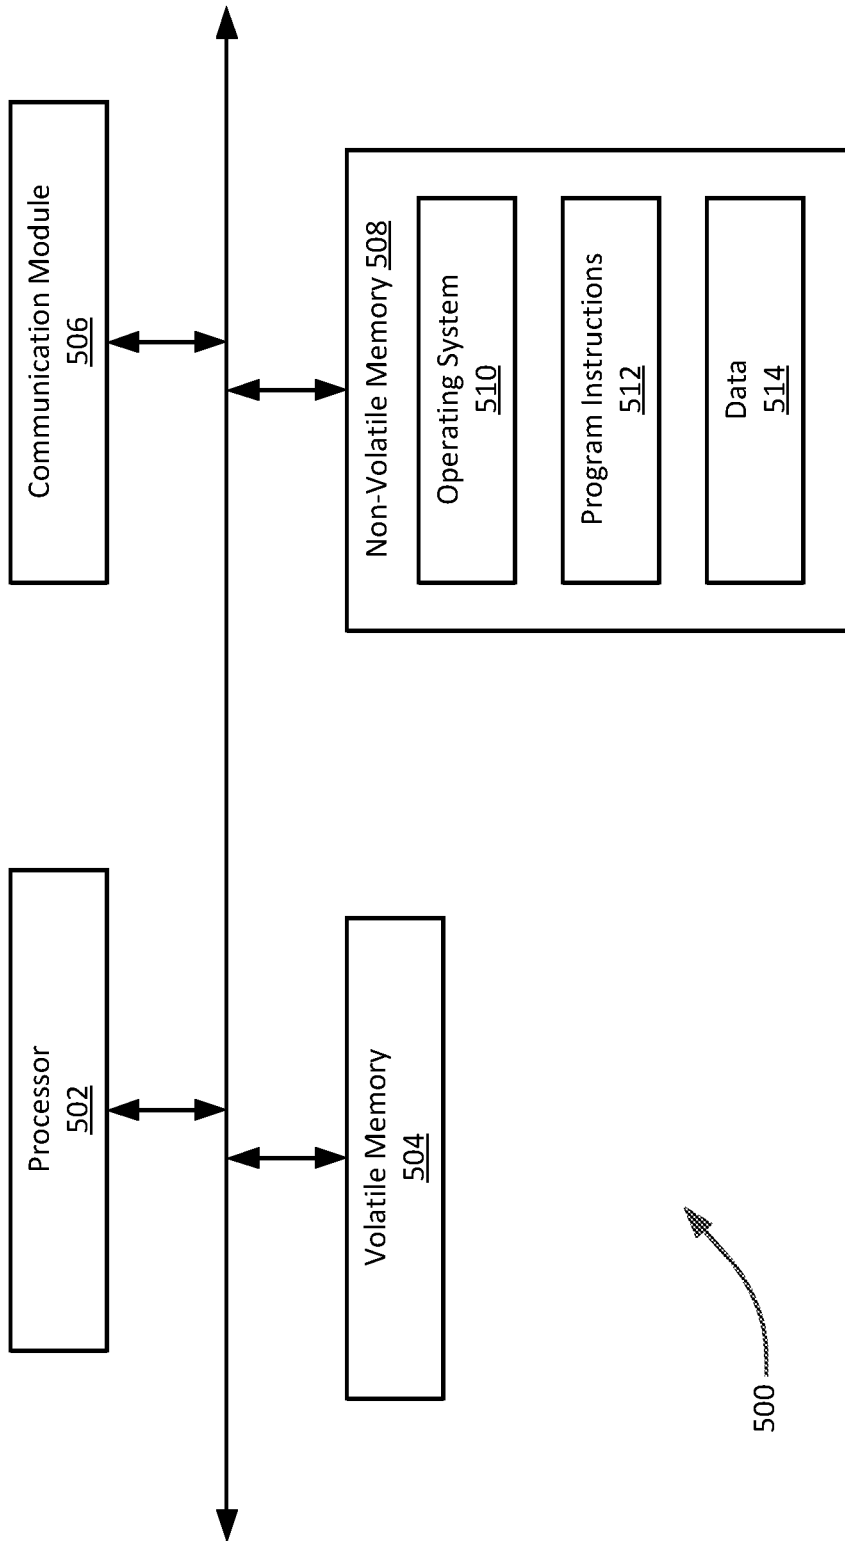 Processor
502
Communication Module
506
Volatile Memory
504
Non-Volatile Memory 508
Operating System
510
Program Instructions
512
Data
514
500